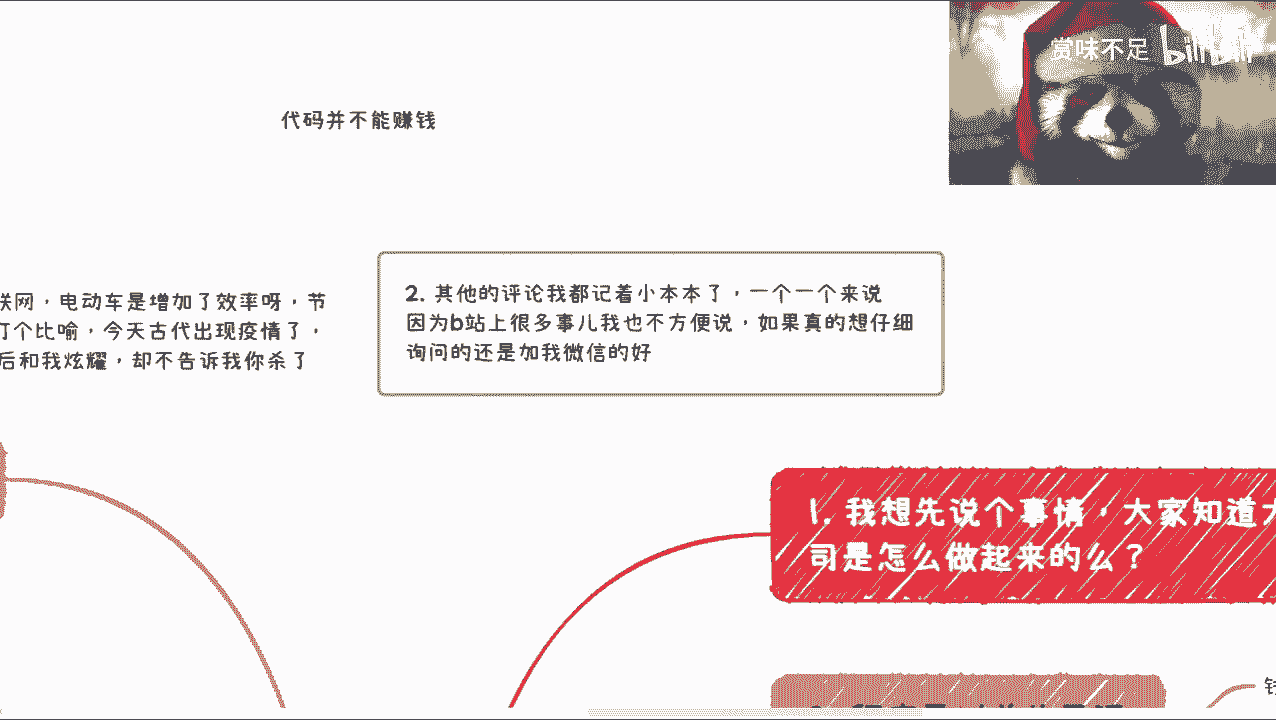 赏味不足 bilibili
代码并不能赚钱
联网，电动车是增加了效率呀，节
打个比喻，今天古代出现疫情了，
后和我炫耀，却不告诉我你杀了
2. 其他的评论我都记着小本本了，一个一个来说
因为b站上很多事儿我也不方便说，如果真的想仔细
询问的还是加我微信的好
1. 我想先说个事情，大家知道大
司是怎么做起来的么？